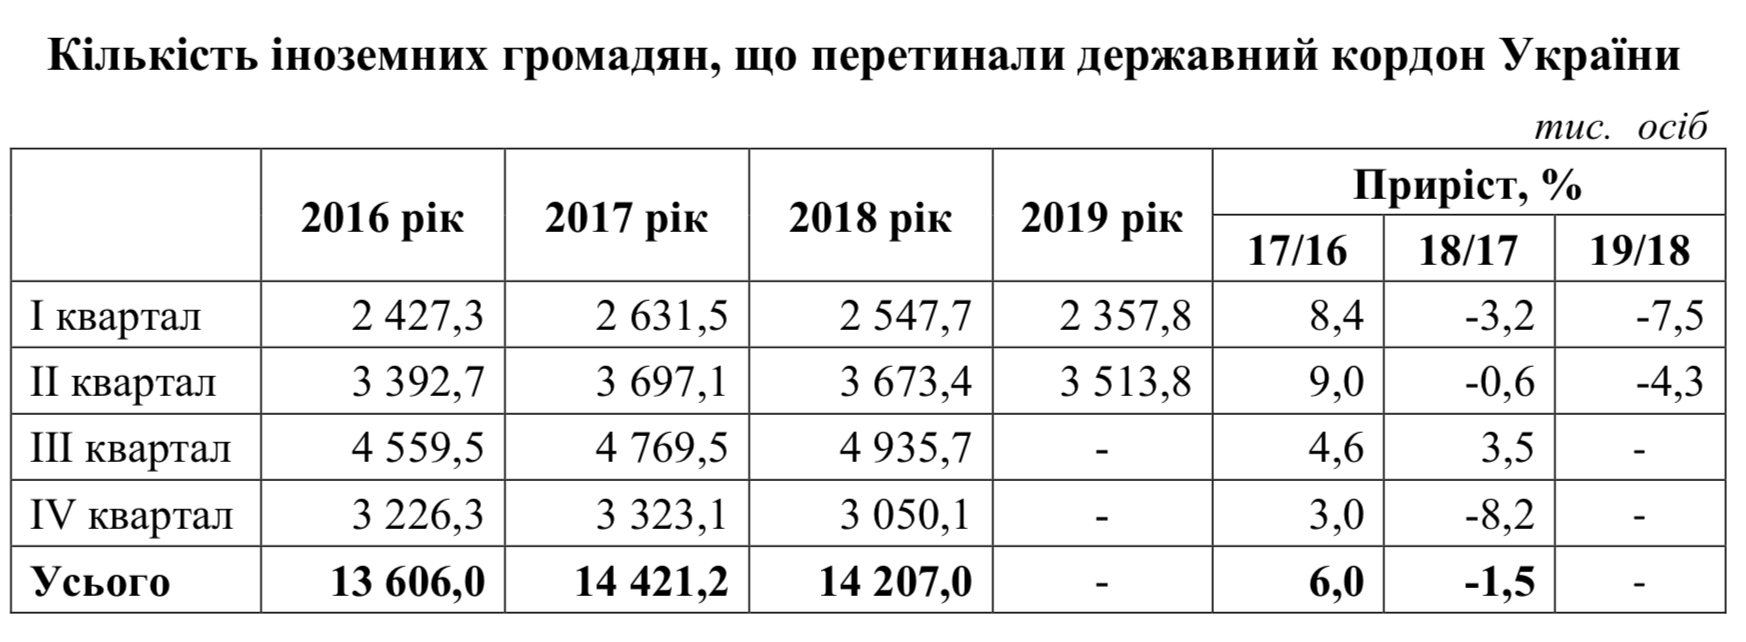 Кількість іноземних громадян, що перетинали державний кордон України
тис. осіб
2016 рік 2017 рік 2018 рік 2019 рік Приріст, %
17/16 18/17 19/18
I квартал 2 427,3 2 631,5 2 547,7 2 357,8 8,4 -3,2 -7,5
II квартал 3 392,7 3 697,1 3 673,4 3 513,8 9,0 -0,6 -4,3
III квартал 4 559,5 4 769,5 4 935,7 - 4,6 3,5 -
IV квартал 3 226,3 3 323,1 3 050,1 - 3,0 -8,2 -
Усього 13 606,0 14 421,2 14 207,0 - 6,0 -1,5 -